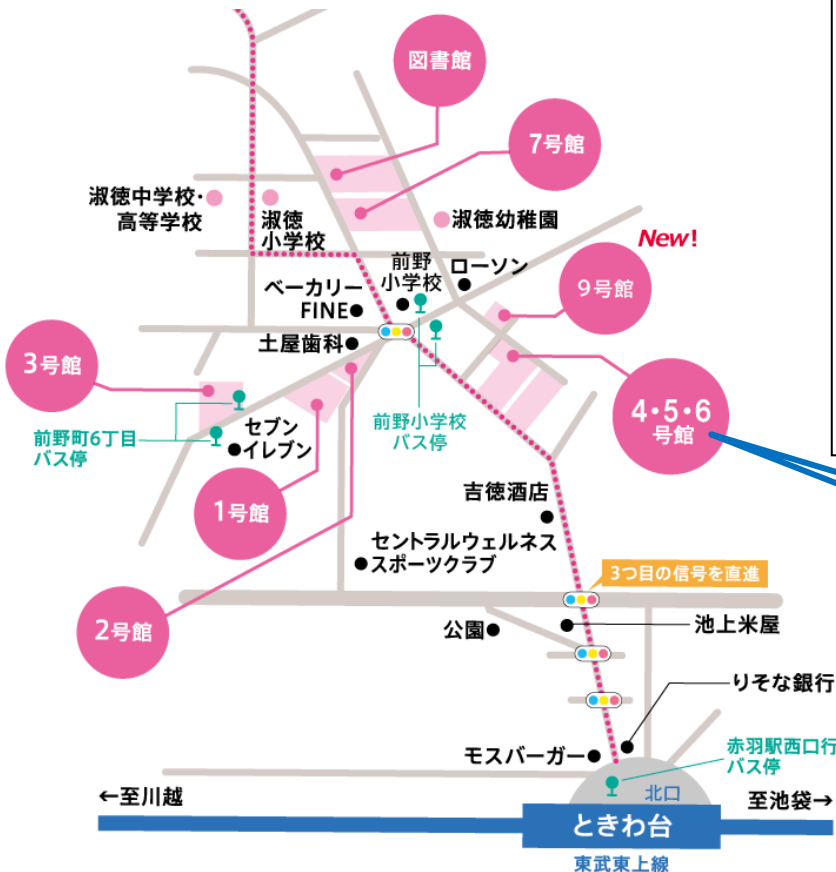 図書館
7号館
淑徳中学校・
高等学校
淑徳
小学校
淑徳幼稚園
New!
前野
小学校
ローソン
ベーカリー
FINE
9号館
土屋歯科
3号館
4・5・6
号館
前野町6丁目
バス停
セブン
イレブン
前野小学校
バス停
1号館
吉徳酒店
セントラルウェルネス
スポーツクラブ
3つ目の信号を直進
2号館
公園
池上米屋
りそな銀行
モスバーガー
赤羽駅西口行
バス停
←至川越
北口
至池袋→
ときわ台
東武東上線